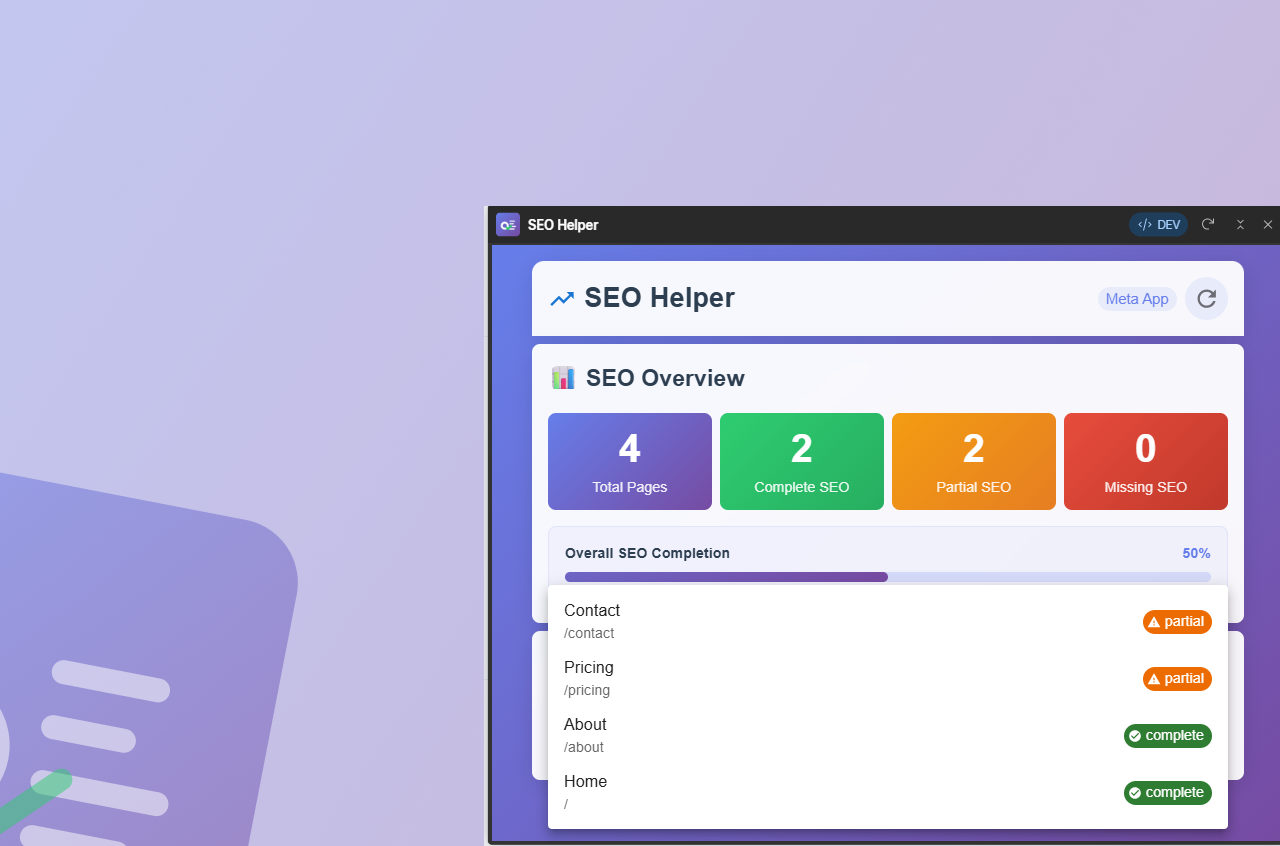 SEO Helper
DEV
SEO Helper
Meta App
SEO Overview
4
Total Pages
2
Complete SEO
2
Partial SEO
0
Missing SEO
Overall SEO Completion
50%
Contact
/contact
partial
Pricing
/pricing
partial
About
/about
complete
Home
/
complete